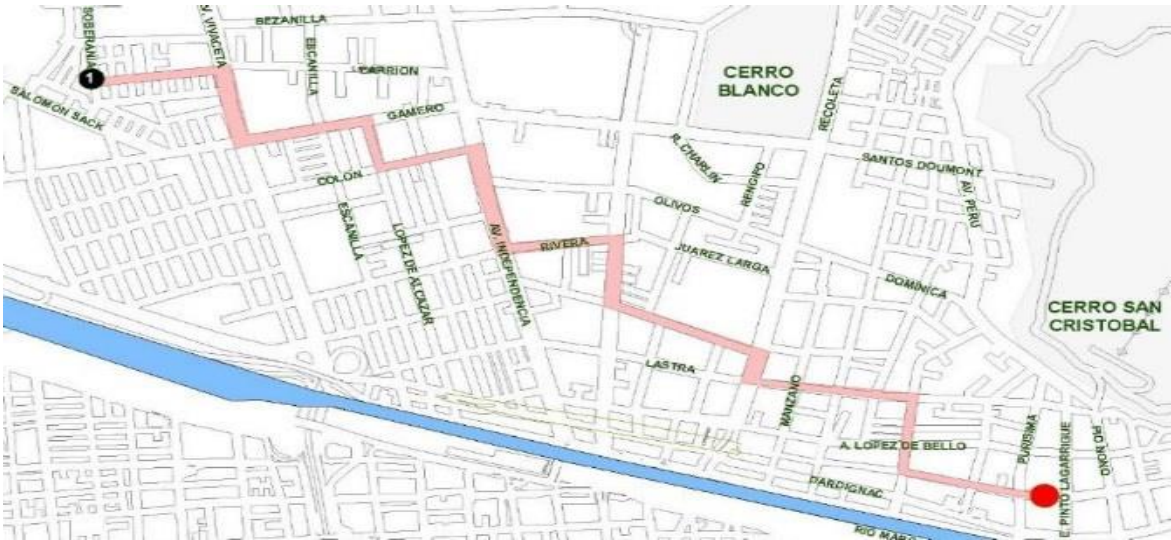 SOBERANIA
V. VIVACETA
BEZANILLA
ESCANILLA
CARRION
1
SALOMON SACK
GAMERO
CERRO
BLANCO
RECOLETA
COLON
R. CHARLIN
RENGIFO
SANTOS DOUMONT
AV. PERU
ESCANILLA
LOPEZ DE ALCAZAR
AV. INDEPENDENCIA
RIVERA
OLIVOS
JUAREZ LARGA
DOMINICA
CERRO SAN
CRISTOBAL
LASTRA
MANZANO
A. LOPEZ DE BELLO
PURISIMA
E. PINTO LAGARRIGUE
PIO NONO
DARDIGNAC